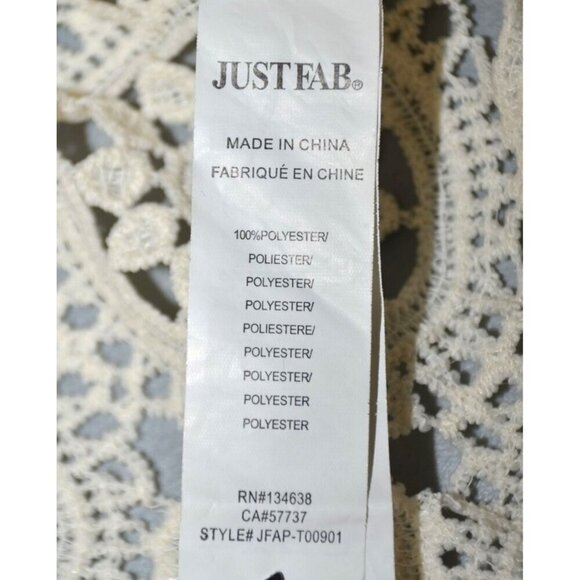 JUSTFAB®
MADE IN CHINA
FABRIQUÉ EN CHINE
100%POLYESTER/
POLIESTER/
POLYESTER/
POLYESTER/
POLIESTERE/
POLYESTER/
POLYESTER/
POLYESTER
POLYESTER
RN#134638
CA#57737
STYLE# JFAP-T00901